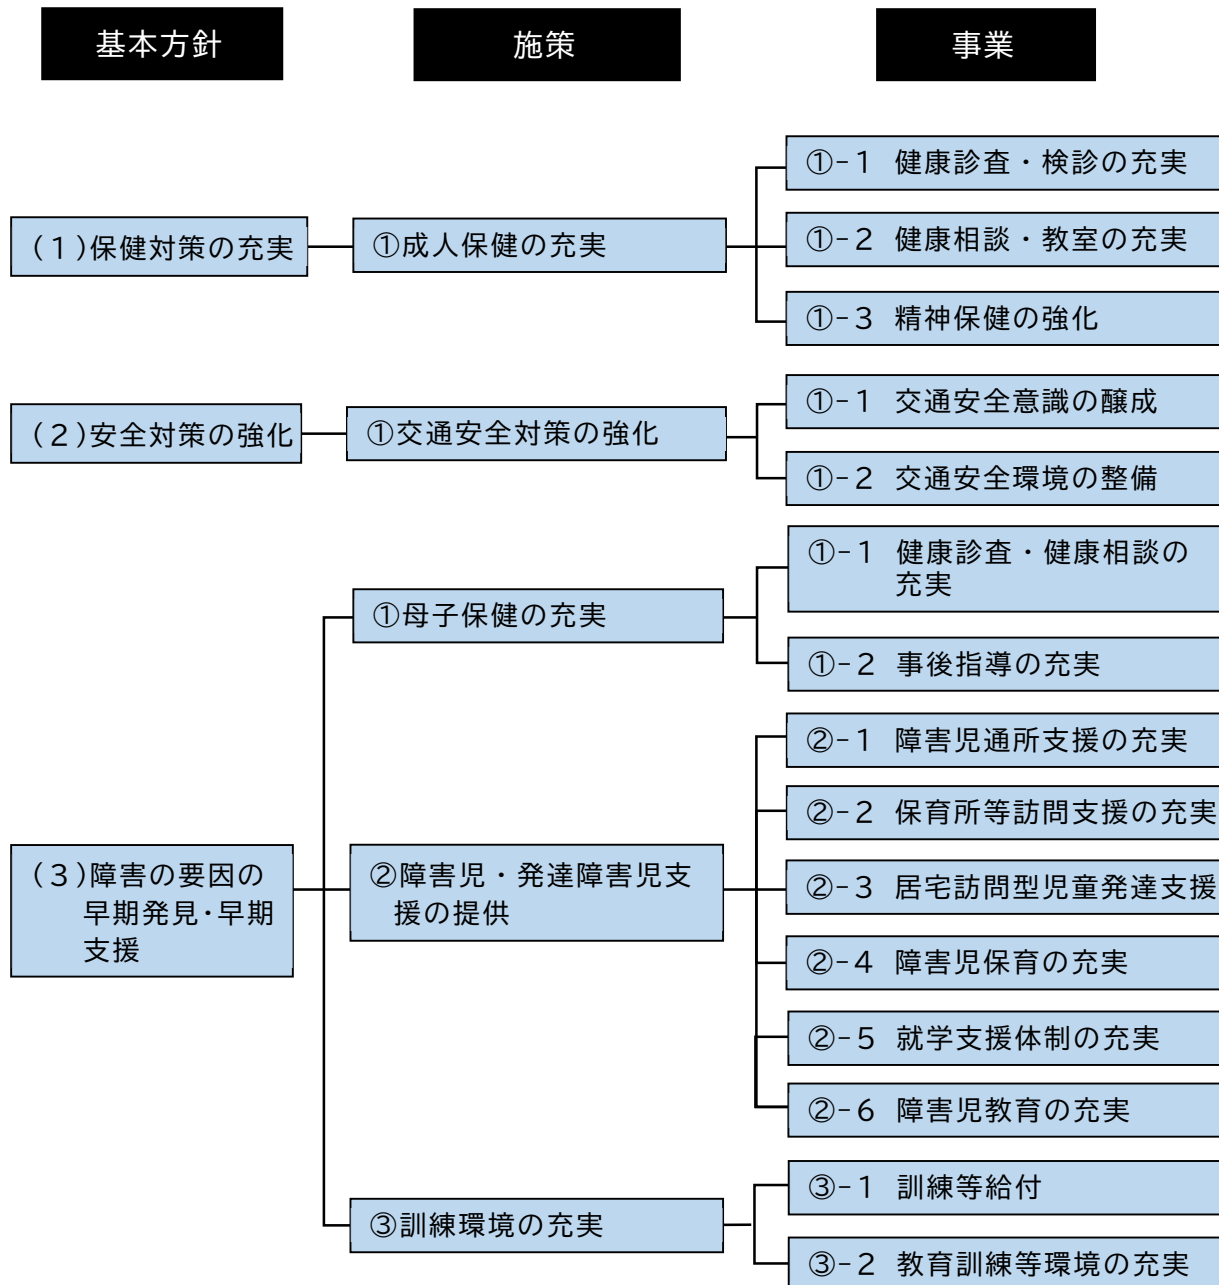 基本方針
施策
事業
①-1 健康診査・検診の充実
(1)保健対策の充実
①成人保健の充実
①-2 健康相談・教室の充実
①-3 精神保健の強化
(2)安全対策の強化
①交通安全対策の強化
①-1 交通安全意識の醸成
①-2 交通安全環境の整備
(3)障害の要因の
早期発見・早期
支援
①母子保健の充実
①-1 健康診査・健康相談の
充実
①-2 事後指導の充実
②障害児・発達障害児支
援の提供
②-1 障害児通所支援の充実
②-2 保育所等訪問支援の充実
②-3 居宅訪問型児童発達支援
②-4 障害児保育の充実
②-5 就学支援体制の充実
②-6 障害児教育の充実
③訓練環境の充実
③-1 訓練等給付
③-2 教育訓練等環境の充実